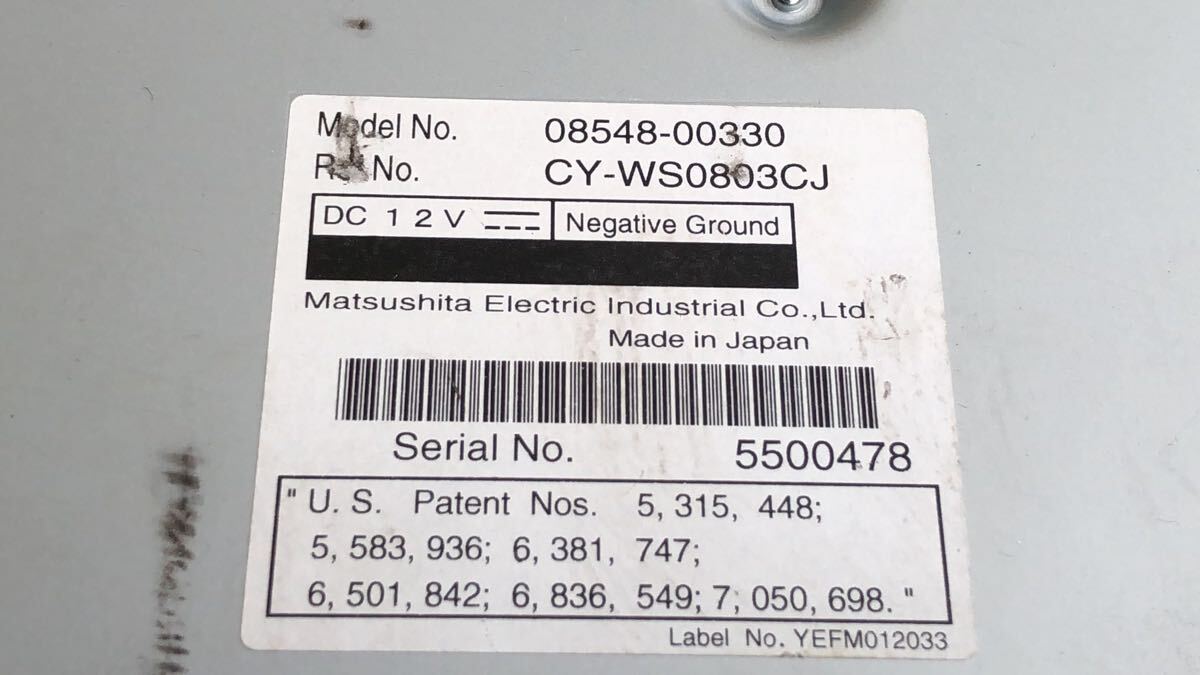 Model No. 08548-00330
No. CY-WS0803CJ
DC 12V Negative Ground
Matsushita Electric Industrial Co.,Ltd.
Made in Japan
Serial No. 5500478
" U. S. Patent Nos. 5, 315, 448;
5, 583, 936; 6, 381, 747;
6, 501, 842; 6, 836, 549; 7, 050, 698. "
Label No. YEFM012033